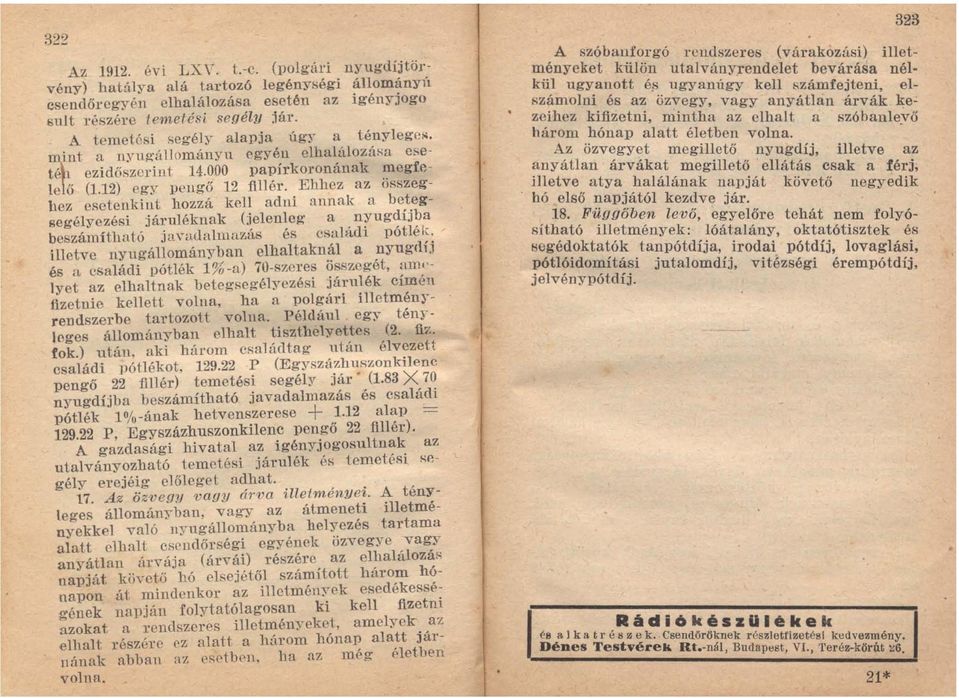 322
Az 1912. évi LXV. t.-c. (polgári nyugdíjtör-
vény) hatálya alá tartozó legénységi állományú
csendőregyén elhalálozása esetén az igényjogo
sult részére temetési segély jár.
A temetési segély alapja úgy a tényleges,
mint a nyugállományu egyén elhalálozása ese-
tén ezidőszerint 14.000 papírkoronának megfe-
lelő (1.12) egy pengő 12 fillér. Ehhez az összeg-
hez esetenkint hozzá kell adni annak a beteg-
segélyezési járuléknak (jelenleg a nyugdíjba
beszámítható javadalmazás és családi pótlék,
illetve nyugállományban elhaltaknál a nyugdíj
és a családi pótlék 1%-a) 70-szeres összegét, ame-
lyet az elhaltnak betegsegélyezési járulék címén
fizetnie kellett volna, ha a polgári illetmény-
rendszerbe tartozott volna. Például egy tény-
leges állományban elhalt tiszthelyettes (2. fiz.
fok.) után, aki három családtag után élvezett
családi pótlékot, 129.22 P (Egyszázhuszonkilenc
pengő 22 fillér) temetési segély jár (1.83 X 70
nyugdíjba beszámítható javadalmazás és családi
pótlék 1%-ának hetvenszerese + 1.12 alap =
129.22 P, Egyszázhuszonkilenc pengő 22 fillér).
A gazdasági hivatal az igényjogosultnak az
utalványozható temetési járulék és temetési se-
gély erejéig előleget adhat.
17. Az özvegy vagy árva illetményei. A tény-
leges állományban, vagy az átmeneti illetmé-
nyekkel való nyugállományba helyezés tartama
alatt elhalt csendőrségi egyének özvegye vagy
anyátlan árvája (árvái) részére az elhalálozás
napját követő hó elsejétől számított három hó-
napon át mindenkor az illetmények esedékessé-
gének napján folytatólagosan ki kell fizetni
azokat a rendszeres illetményeket, amelyek az
elhalt részére ez alatt a három hónap alatt jár-
nának abban az esetben, ha az még életben
volna.
323
A szóbanforgó rendszeres (várakozási) illet-
ményeket külön utalványrendelet bevárása nél-
kül ugyanott és ugyanúgy kell számfejteni, el-
számolni és az özvegy, vagy anyátlan árvák ke-
zeihez kifizetni, mintha az elhalt a szóbanlevő
három hónap alatt életben volna.
Az özvegyet megillető nyugdíj, illetve az
anyátlan árvákat megillető ellátás csak a férj,
illetve atya halálának napját követő negyedik
hó első napjától kezdve jár.
18. Függőben levő, egyelőre tehát nem folyó-
sítható illetmények: lóátalány, oktatótisztek és
segédoktatók tanpótdíja, irodai pótdíj, lovaglási,
pótlóidomítási jutalomdíj, vitézségi érempótdíj,
jelvénypótdíj.
Rádiókészülékek
és alkatrészek. Csendőröknek részletfizetési kedvezmény.
Dénes Testvérek Rt.-nál, Budapest, VI., Teréz-körút 26.
21*